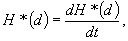 H*(d) = dH*(d)/dt,